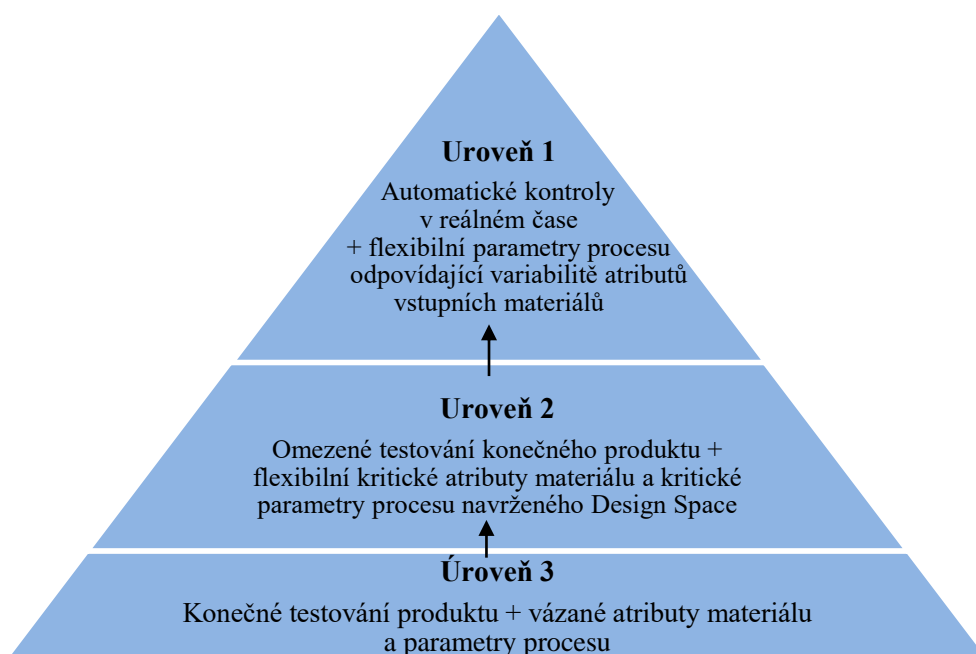 Uroveň 1
Automatické kontroly
v reálném čase
+ flexibilní parametry procesu
odpovídající variabilitě atributů
vstupních materiálů
Uroveň 2
Omezené testování konečného produktu +
flexibilní kritické atributy materiálu a kritické
parametry procesu navrženého Design Space
Úroveň 3
Konečné testování produktu + vázané atributy materiálu
a parametry procesu